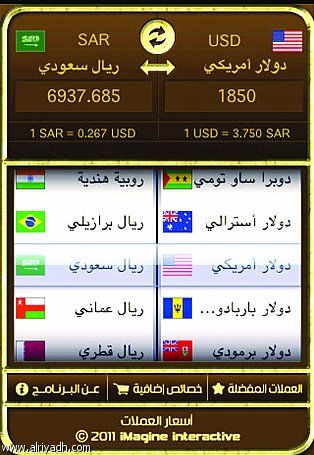 SAR USD
ريال سعودي دولار أمريكي
6937.685 1850
1 SAR = 0.267 USD 1 USD = 3.750 SAR
روبية هندية دوبرا ساو تومي
ريال برازيلي دولار أسترالي
ريال سعودي دولار أمريكي
ريال عماني دولار باربادو...
ريال قطري دولار برمودي
العملات المفضلة خصائص إضافية عن البرنامج
أسعار العملات
© 2011 iMagine interactive
www.alriyadh.com